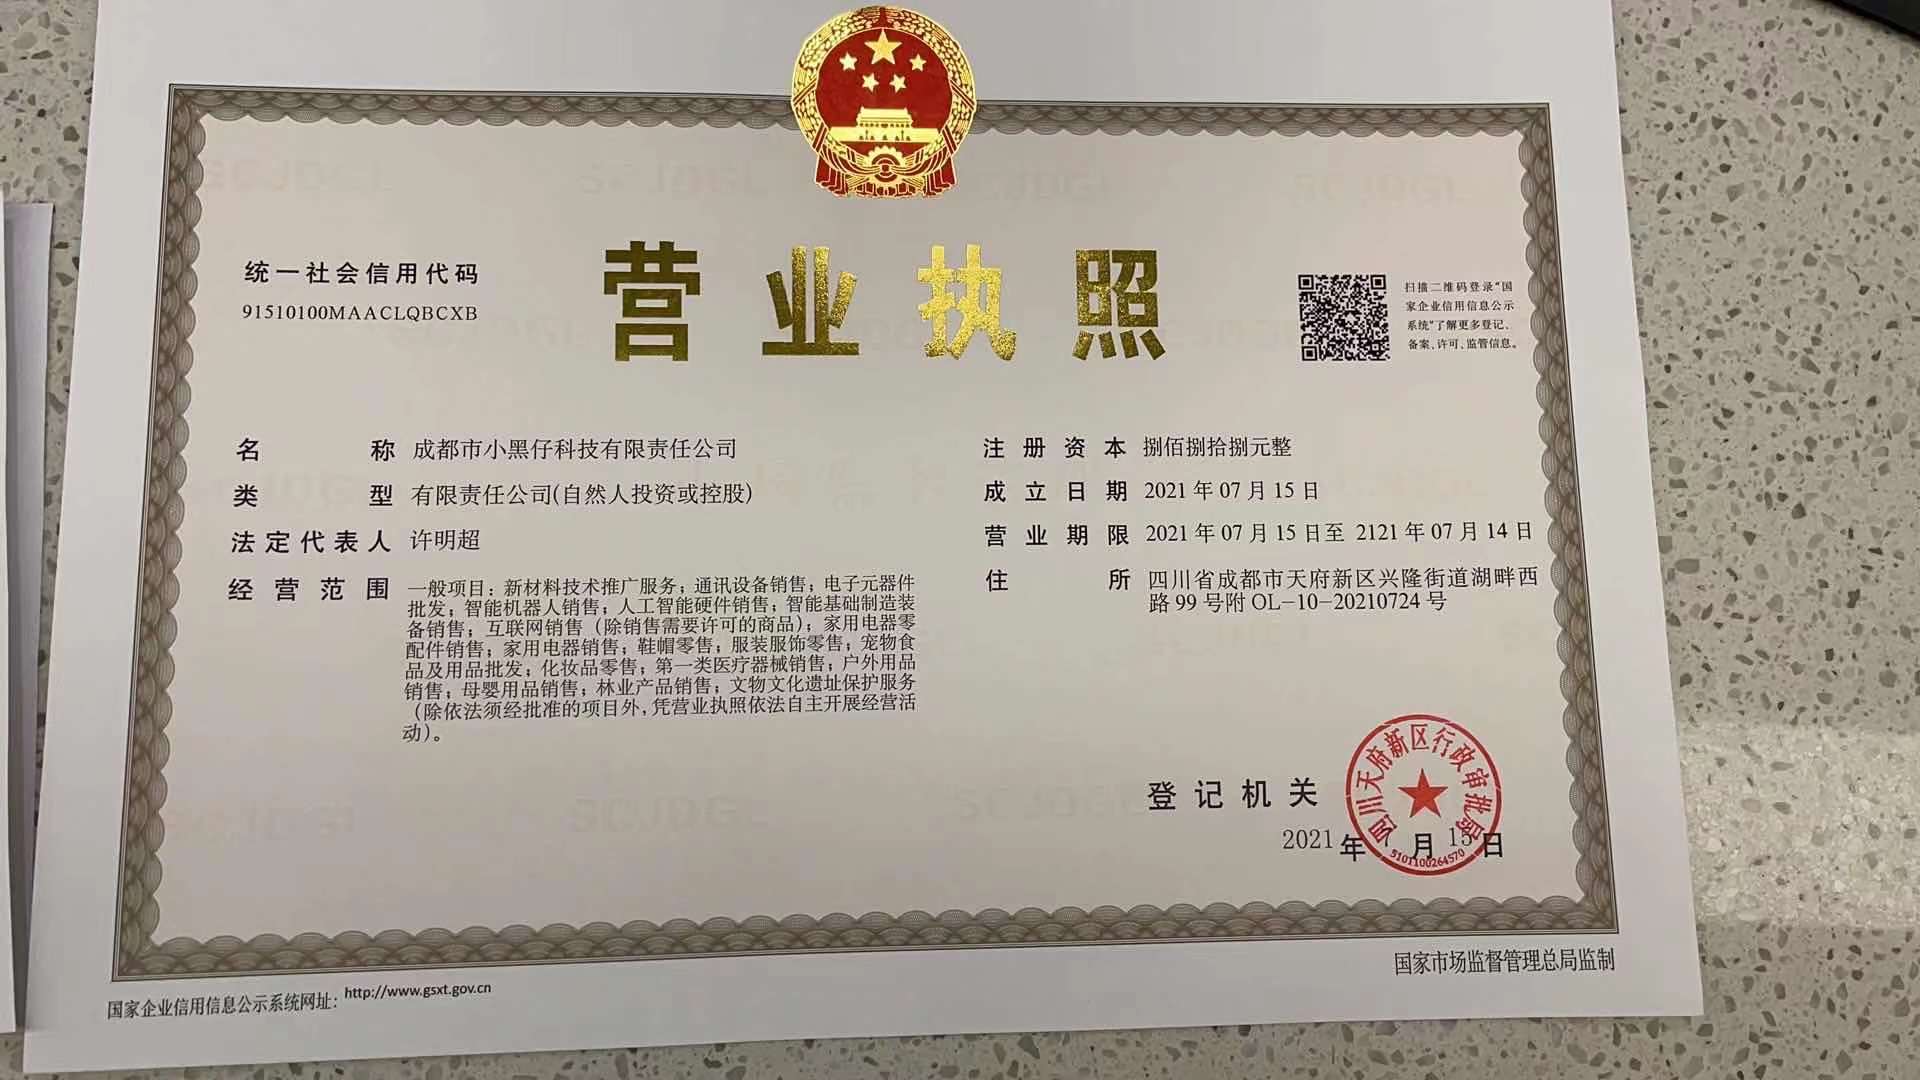 营业执照
统一社会信用代码
91510100MAACLQBCXB
扫描二维码登录“国
家企业信用信息公示
系统”了解更多登记、
备案、许可、监管信息。
名称 成都市小黑仔科技有限责任公司
类型 有限责任公司(自然人投资或控股)
法定代表人 许明超
经营范围 一般项目：新材料技术推广服务；通讯设备销售；电子元器件
批发；智能机器人销售；人工智能硬件销售；智能基础制造装
备销售；互联网销售（除销售需要许可的商品）；家用电器零
配件销售；家用电器销售；鞋帽零售；服装服饰零售；宠物食
品及用品批发；化妆品零售；第一类医疗器械销售；户外用品
销售；母婴用品销售；林业产品销售；文物文化遗址保护服务
（除依法须经批准的项目外，凭营业执照依法自主开展经营活
动）。
注册资本 捌佰捌拾捌元整
成立日期 2021年07月15日
营业期限 2021年07月15日至 2121年07月14日
住所 四川省成都市天府新区兴隆街道湖畔西
路99号附OL-10-20210724号
登记机关
四川天府新区行政审批局
5101100264570
2021年7月15日
国家企业信用信息公示系统网址：http://www.gsxt.gov.cn
国家市场监督管理总局监制
SCJDGL